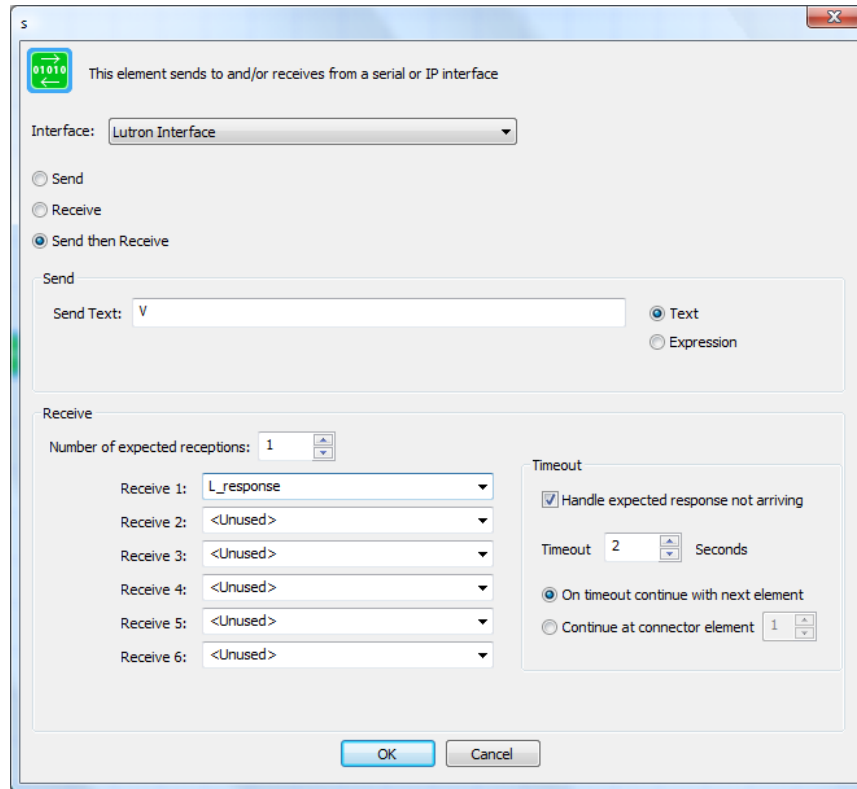 s
X
01010
This element sends to and/or receives from a serial or IP interface
Interface: Lutron Interface
Send
Receive
Send then Receive
Send
Send Text: V
Text
Expression
Receive
Number of expected receptions: 1
Receive 1: L_response
Receive 2: <Unused>
Receive 3: <Unused>
Receive 4: <Unused>
Receive 5: <Unused>
Receive 6: <Unused>
Timeout
Handle expected response not arriving
Timeout 2 Seconds
On timeout continue with next element
Continue at connector element 1
OK Cancel